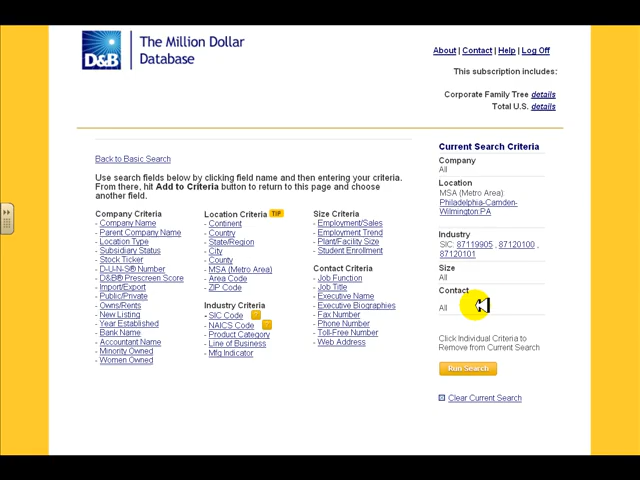 D&B
The Million Dollar
Database
About | Contact | Help | Log Off
This subscription includes:
Corporate Family Tree details
Total U.S. details
Back to Basic Search
Use search fields below by clicking field name and then entering your criteria.
From there, hit Add to Criteria button to return to this page and choose
another field.
Company Criteria
- Company Name
- Parent Company Name
- Location Type
- Subsidiary Status
- Stock Ticker
- D-U-N-S® Number
- D&B® Prescreen Score
- Import/Export
- Public/Private
- Owns/Rents
- New Listing
- Year Established
- Bank Name
- Accountant Name
- Minority Owned
- Women Owned
Location Criteria TIP
- Continent
- Country
- State/Region
- City
- County
- MSA (Metro Area)
- Area Code
- ZIP Code
Industry Criteria
- SIC Code
- NAICS Code
- Product Category
- Line of Business
- Mfg Indicator
Size Criteria
- Employment/Sales
- Employment Trend
- Plant/Facility Size
- Student Enrollment
Contact Criteria
- Job Function
- Job Title
- Executive Name
- Executive Biographies
- Fax Number
- Phone Number
- Toll-Free Number
- Web Address
Current Search Criteria
Company
All
Location
MSA (Metro Area):
Philadelphia-Camden-
Wilmington:PA
Industry
SIC: 87119905 , 87120100 ,
87120101
Size
All
Contact
All
Click Individual Criteria to
Remove from Current Search
Run Search
Clear Current Search